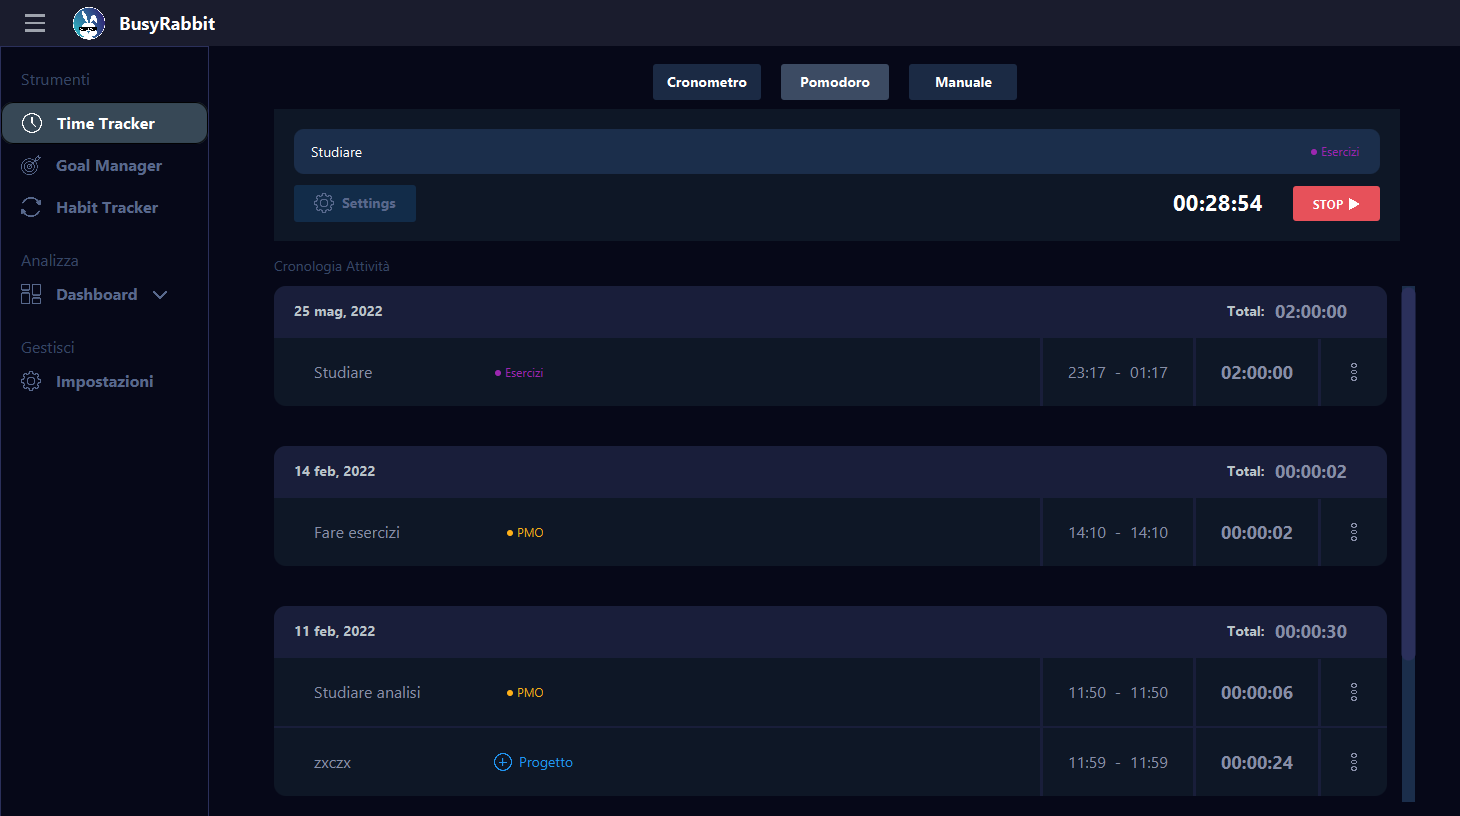 BusyRabbit
Strumenti
Time Tracker
Goal Manager
Habit Tracker
Analizza
Dashboard
Gestisci
Impostazioni
Cronometro Pomodoro Manuale
Studiare Esercizi
Settings 00:28:54 STOP
Cronologia Attività
25 mag, 2022 Total: 02:00:00
Studiare Esercizi 23:17 - 01:17 02:00:00
14 feb, 2022 Total: 00:00:02
Fare esercizi PMO 14:10 - 14:10 00:00:02
11 feb, 2022 Total: 00:00:30
Studiare analisi PMO 11:50 - 11:50 00:00:06
zxczx Progetto 11:59 - 11:59 00:00:24